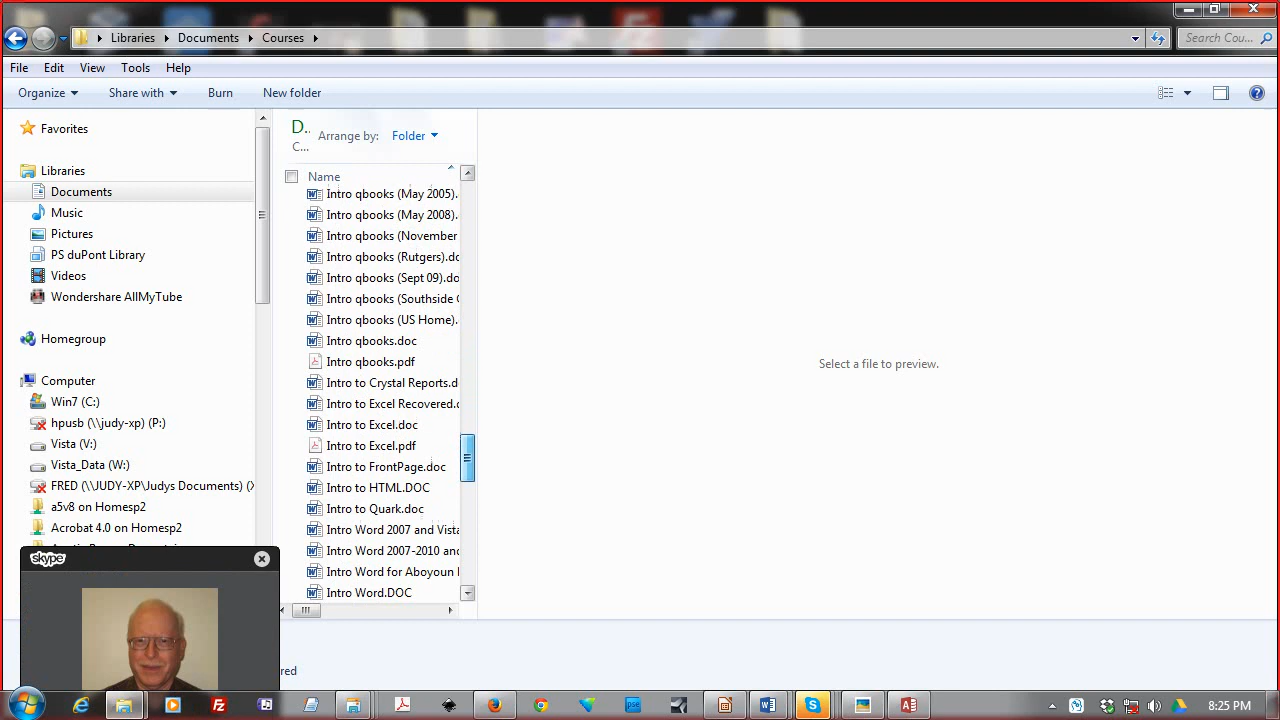 Libraries Documents Courses
Search Cou...
File Edit View Tools Help
Organize Share with Burn New folder
Favorites
Libraries
Documents
Music
Pictures
PS duPont Library
Videos
Wondershare AllMyTube
Homegroup
Computer
Win7 (C:)
hpusb (\\judy-xp) (P:)
Vista (V:)
Vista_Data (W:)
FRED (\\JUDY-XP\Judys Documents) (X
a5v8 on Homesp2
Acrobat 4.0 on Homesp2
D..
C...
Arrange by: Folder
Name
Intro qbooks (May 2005).
Intro qbooks (May 2008).
Intro qbooks (November
Intro qbooks (Rutgers).do
Intro qbooks (Sept 09).do
Intro qbooks (Southside
Intro qbooks (US Home).
Intro qbooks.doc
Intro qbooks.pdf
Intro to Crystal Reports.d
Intro to Excel Recovered.d
Intro to Excel.doc
Intro to Excel.pdf
Intro to FrontPage.doc
Intro to HTML.DOC
Intro to Quark.doc
Intro Word 2007 and Vista
Intro Word 2007-2010 and
Intro Word for Aboyoun
Intro Word.DOC
Select a file to preview.
skype
red
8:25 PM